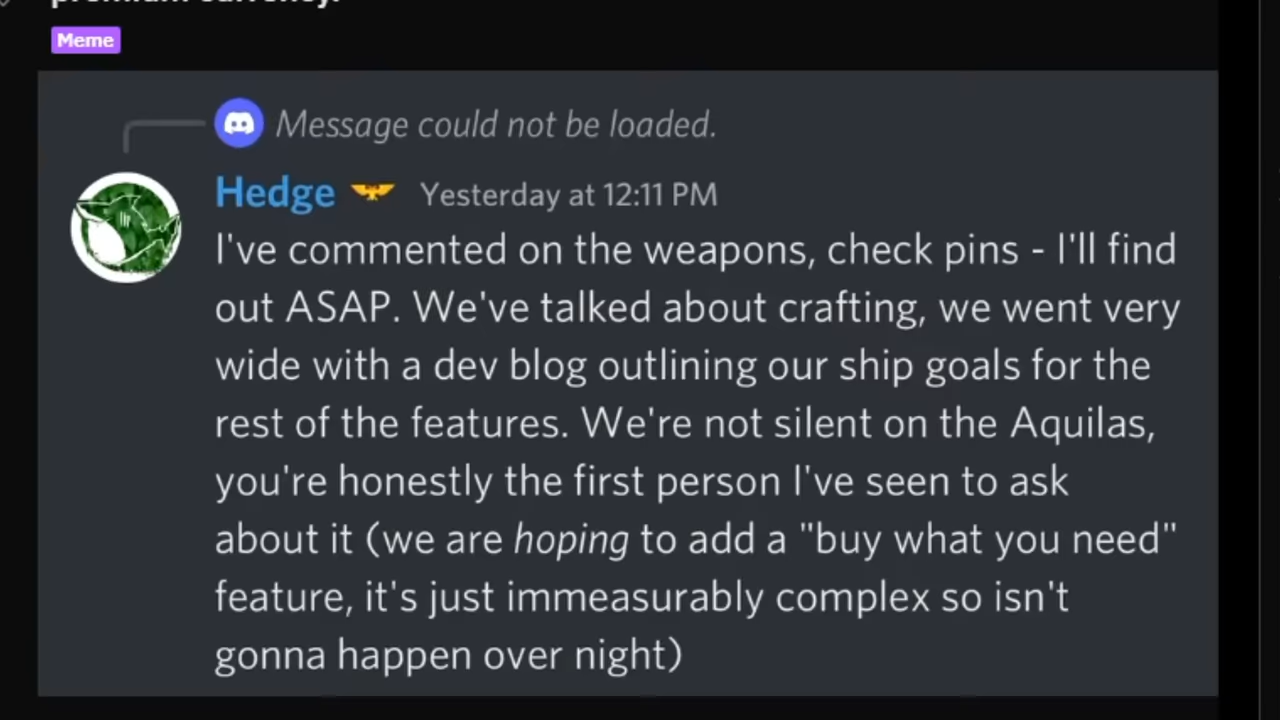 premium currency.
Meme
Message could not be loaded.
Hedge Yesterday at 12:11 PM
I've commented on the weapons, check pins - I'll find
out ASAP. We've talked about crafting, we went very
wide with a dev blog outlining our ship goals for the
rest of the features. We're not silent on the Aquilas,
you're honestly the first person I've seen to ask
about it (we are hoping to add a "buy what you need"
feature, it's just immeasurably complex so isn't
gonna happen over night)